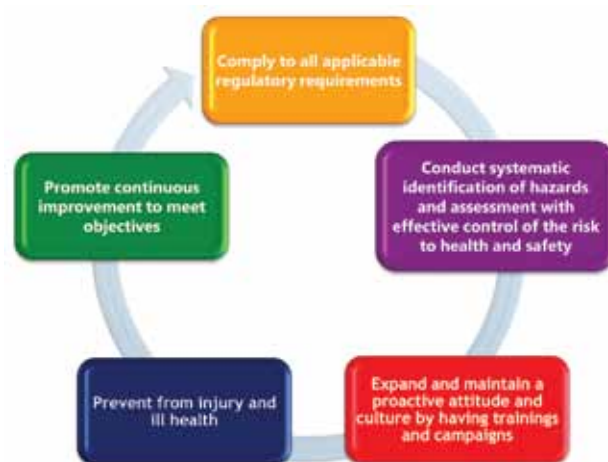 Comply to all applicable
regulatory requirements
Conduct systematic
identification of hazards
and assessment with
effective control of the risk
to health and safety
Expand and maintain a
proactive attitude and
culture by having trainings
and campaigns
Prevent from injury and
ill health
Promote continuous
improvement to meet
objectives